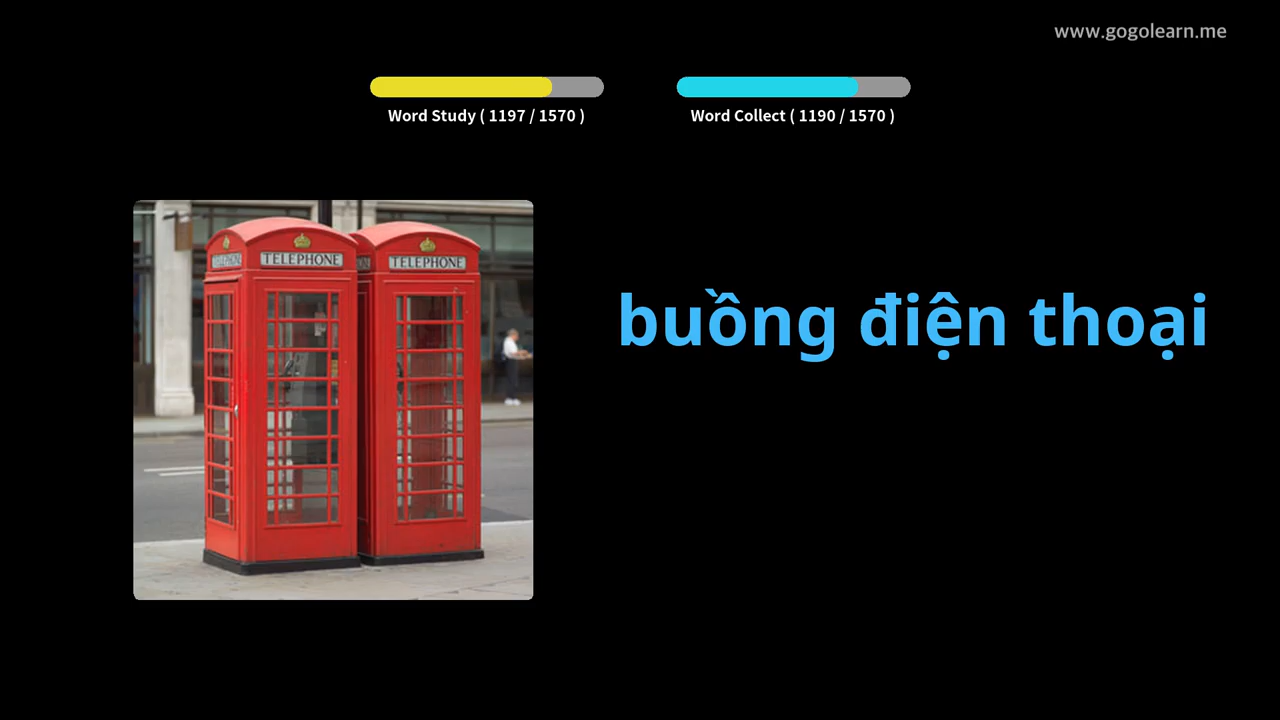 www.gogolearn.me
Word Study ( 1197 / 1570 )
Word Collect ( 1190 / 1570 )
TELEPHONE
TELEPHONE
buồng điện thoại